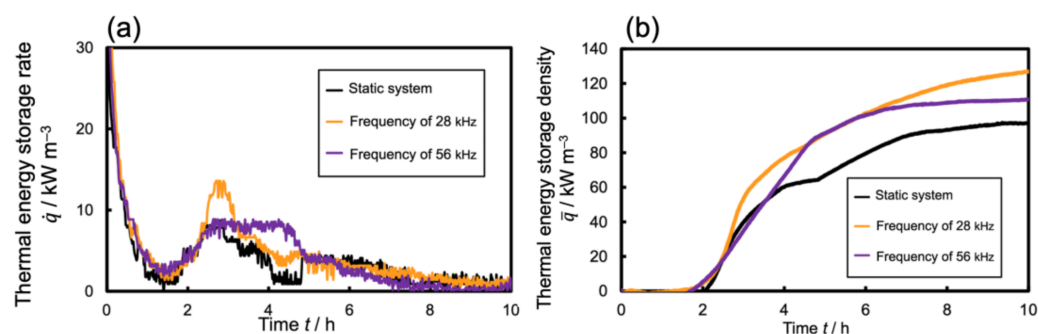 (a)
Thermal energy storage rate
q̇ / kW m⁻³
30
20
10
0
0 2 4 6 8 10
Time t / h
Static system
Frequency of 28 kHz
Frequency of 56 kHz
(b)
Thermal energy storage density
q̅ / kW m⁻³
140
120
100
80
60
40
20
0
0 2 4 6 8 10
Time t / h
Static system
Frequency of 28 kHz
Frequency of 56 kHz